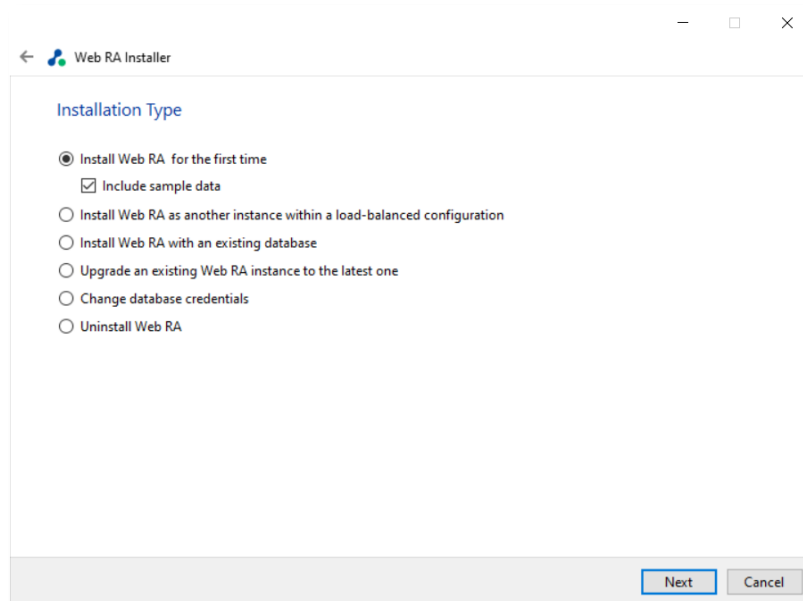 Web RA Installer
Installation Type
Install Web RA for the first time
Include sample data
Install Web RA as another instance within a load-balanced configuration
Install Web RA with an existing database
Upgrade an existing Web RA instance to the latest one
Change database credentials
Uninstall Web RA
Next Cancel